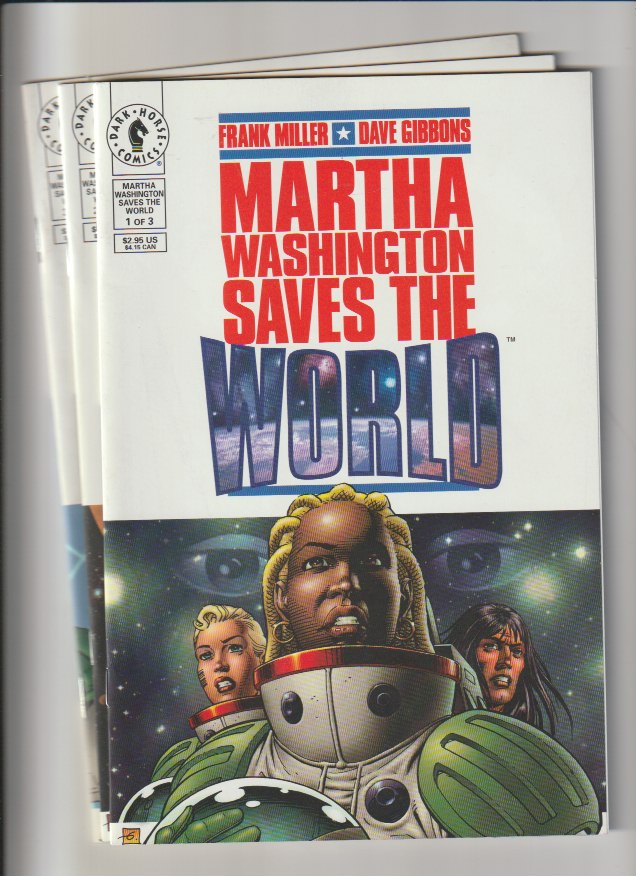 DARK HORSE COMICS
®
MARTHA
WASHINGTON
SAVES THE
WORLD
1 OF 3
$2.95 US
$4.15 CAN
FRANK MILLER ★ DAVE GIBBONS
MARTHA
WASHINGTON
SAVES THE
WORLD
™